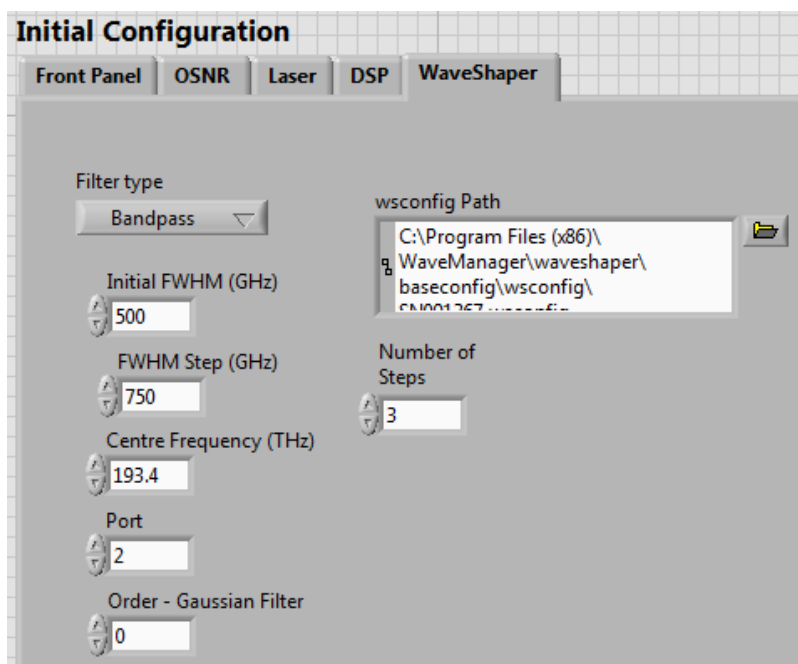 Initial Configuration
Front Panel OSNR Laser DSP WaveShaper
Filter type
Bandpass
wsconfig Path
C:\Program Files (x86)\
WaveManager\waveshaper\
baseconfig\wsconfig\
Initial FWHM (GHz)
500
FWHM Step (GHz)
750
Number of
Steps
3
Centre Frequency (THz)
193.4
Port
2
Order - Gaussian Filter
0